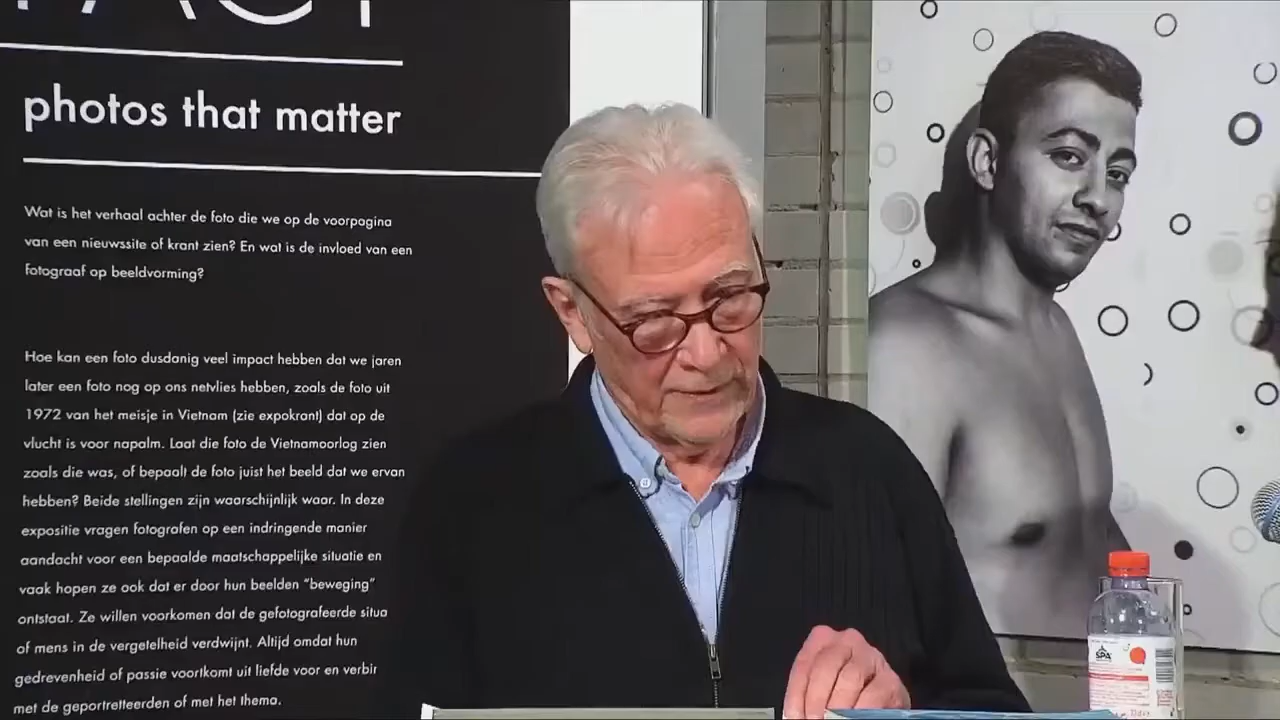 photos that matter
Wat is het verhaal achter de foto die we op de voorpagina
van een nieuwssite of krant zien? En wat is de invloed van een
fotograaf op beeldvorming?
Hoe kan een foto dusdanig veel impact hebben dat we jaren
later een foto nog op ons netvlies hebben, zoals de foto uit
1972 van het meisje in Vietnam (zie expokrant) dat op de
vlucht is voor napalm. Laat die foto de Vietnamoorlog zien
zoals die was, of bepaalt de foto juist het beeld dat we ervan
hebben? Beide stellingen zijn waarschijnlijk waar. In deze
expositie vragen fotografen op een indringende manier
aandacht voor een bepaalde maatschappelijke situatie en
vaak hopen ze ook dat er door hun beelden “beweging”
ontstaat. Ze willen voorkomen dat de gefotografeerde situa
of mens in de vergetelheid verdwijnt. Altijd omdat hun
gedrevenheid of passie voortkomt uit liefde voor en verbir
met de geportretteerden of met het thema.
SPA